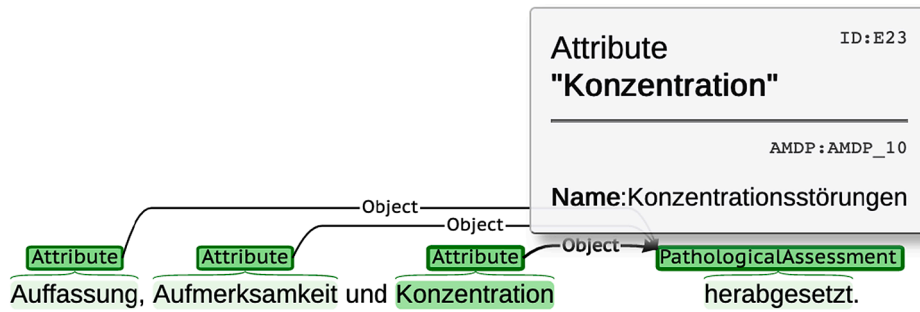 Attribute ID:E23
"Konzentration"
AMDP:AMDP_10
Name:Konzentrationsstörungen
Object
Object
Object
Attribute Attribute Attribute PathologicalAssessment
Auffassung, Aufmerksamkeit und Konzentration herabgesetzt.